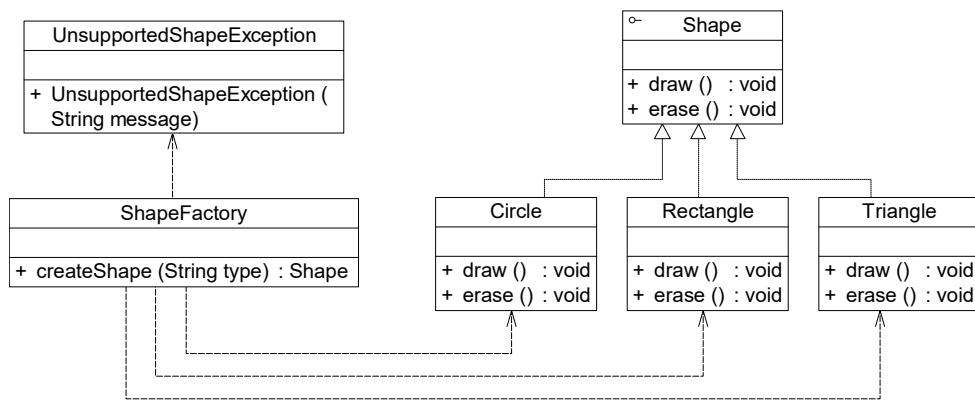 UnsupportedShapeException
+ UnsupportedShapeException (
String message)
Shape
+ draw () : void
+ erase () : void
ShapeFactory
+ createShape (String type) : Shape
Circle
+ draw () : void
+ erase () : void
Rectangle
+ draw () : void
+ erase () : void
Triangle
+ draw () : void
+ erase () : void